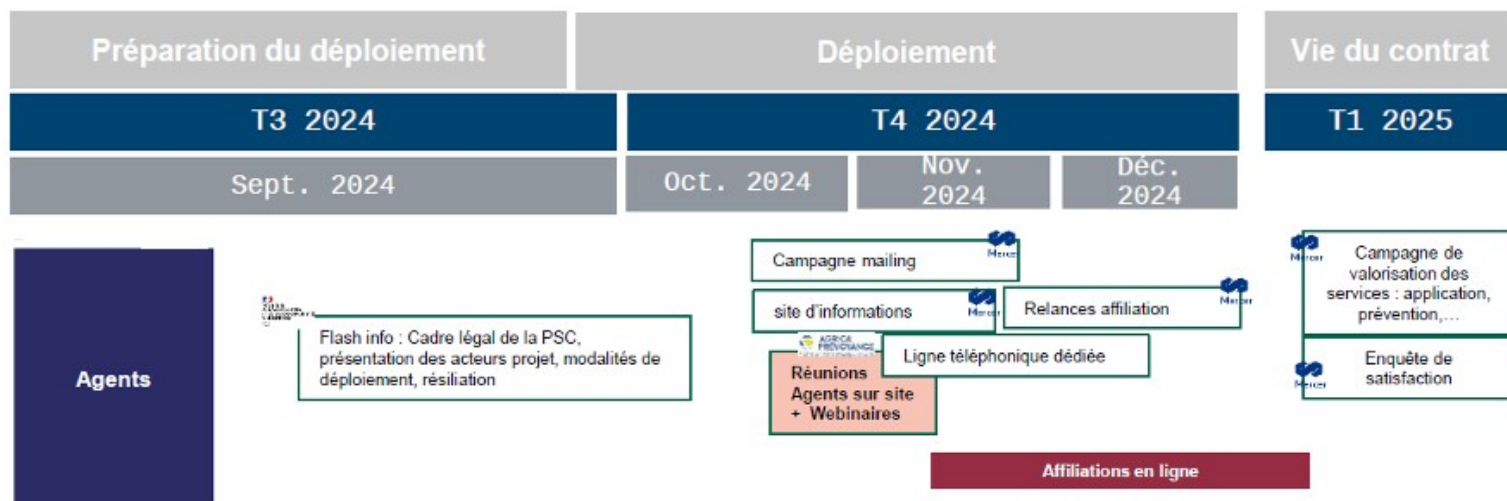 Préparation du déploiement
Déploiement
Vie du contrat
T3 2024
T4 2024
T1 2025
Sept. 2024
Oct. 2024
Nov.
2024
Déc.
2024
Agents
Flash info : Cadre légal de la PSC,
présentation des acteurs projet, modalités de
déploiement, résiliation
Campagne mailing
Mercer
site d'informations
Mercer
Relances affiliation
Mercer
AGRICA
PRÉVOYANCE
Ligne téléphonique dédiée
Réunions
Agents sur site
+ Webinaires
Affiliations en ligne
Mercer
Campagne de
valorisation des
services : application,
prévention,...
Mercer
Enquête de
satisfaction